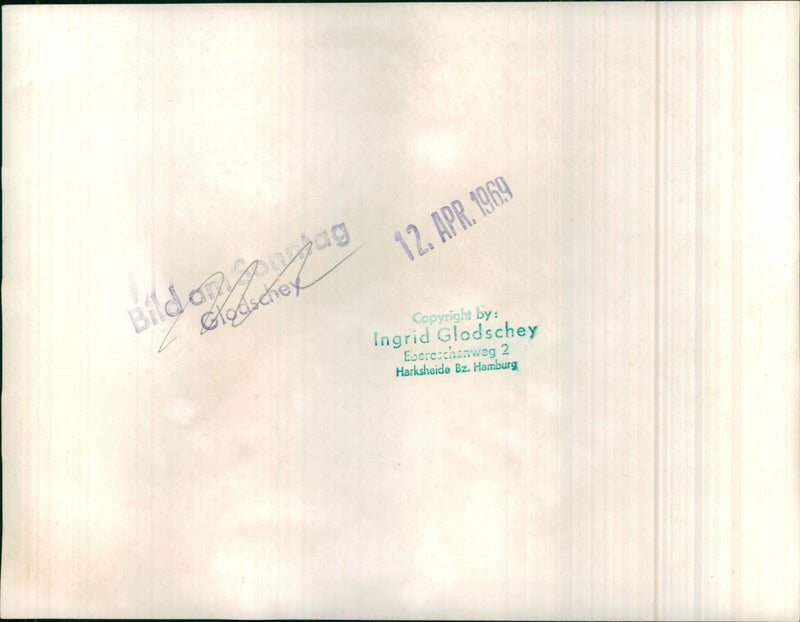 Bild am Sonntag
Glodschey
12. APR. 1969
Copyright by:
Ingrid Glodschey
Ebereschenweg 2
Harksheide Bz. Hamburg